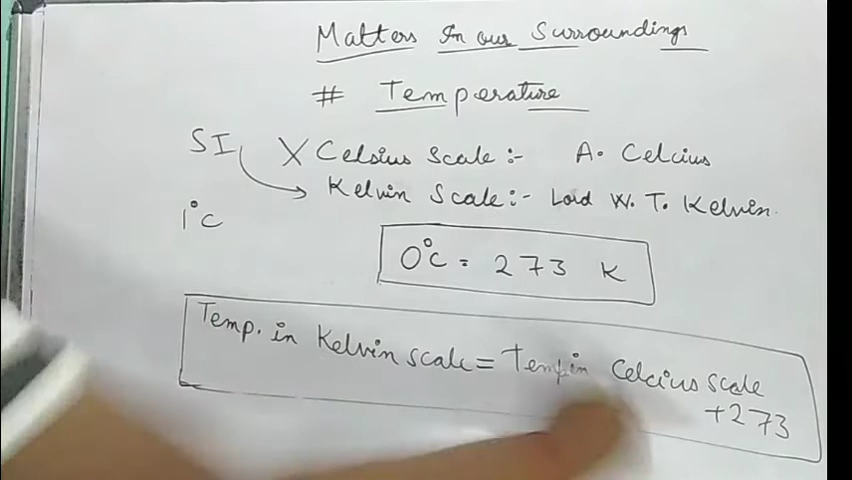 Matters In our Surroundings
# Temperature
SI X Celsius Scale :- A. Celcius
Kelvin Scale :- Lord W. T. Kelvin.
1°C
0°C = 273 K
Temp. in Kelvin scale = Temp in Celcius scale
+273